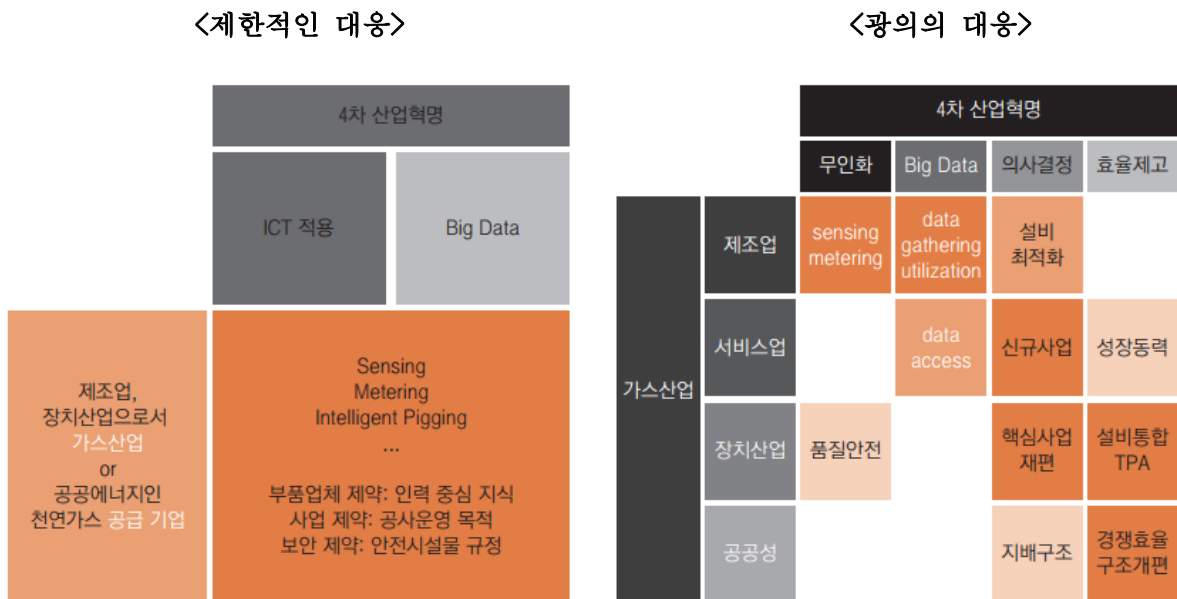 <제한적인 대응>
4차 산업혁명
ICT 적용
Big Data
제조업,
장치산업으로서
가스산업
or
공공에너지인
천연가스 공급 기업
Sensing
Metering
Intelligent Pigging
...
부품업체 제약: 인력 중심 지식
사업 제약: 공사운영 목적
보안 제약: 안전시설물 규정
<광의의 대응>
4차 산업혁명
무인화
Big Data
의사결정
효율제고
가스산업
제조업
sensing
metering
data
gathering
utilization
설비
최적화
서비스업
data
access
신규사업
성장동력
장치산업
품질안전
핵심사업
재편
설비통합
TPA
공공성
지배구조
경쟁효율
구조개편